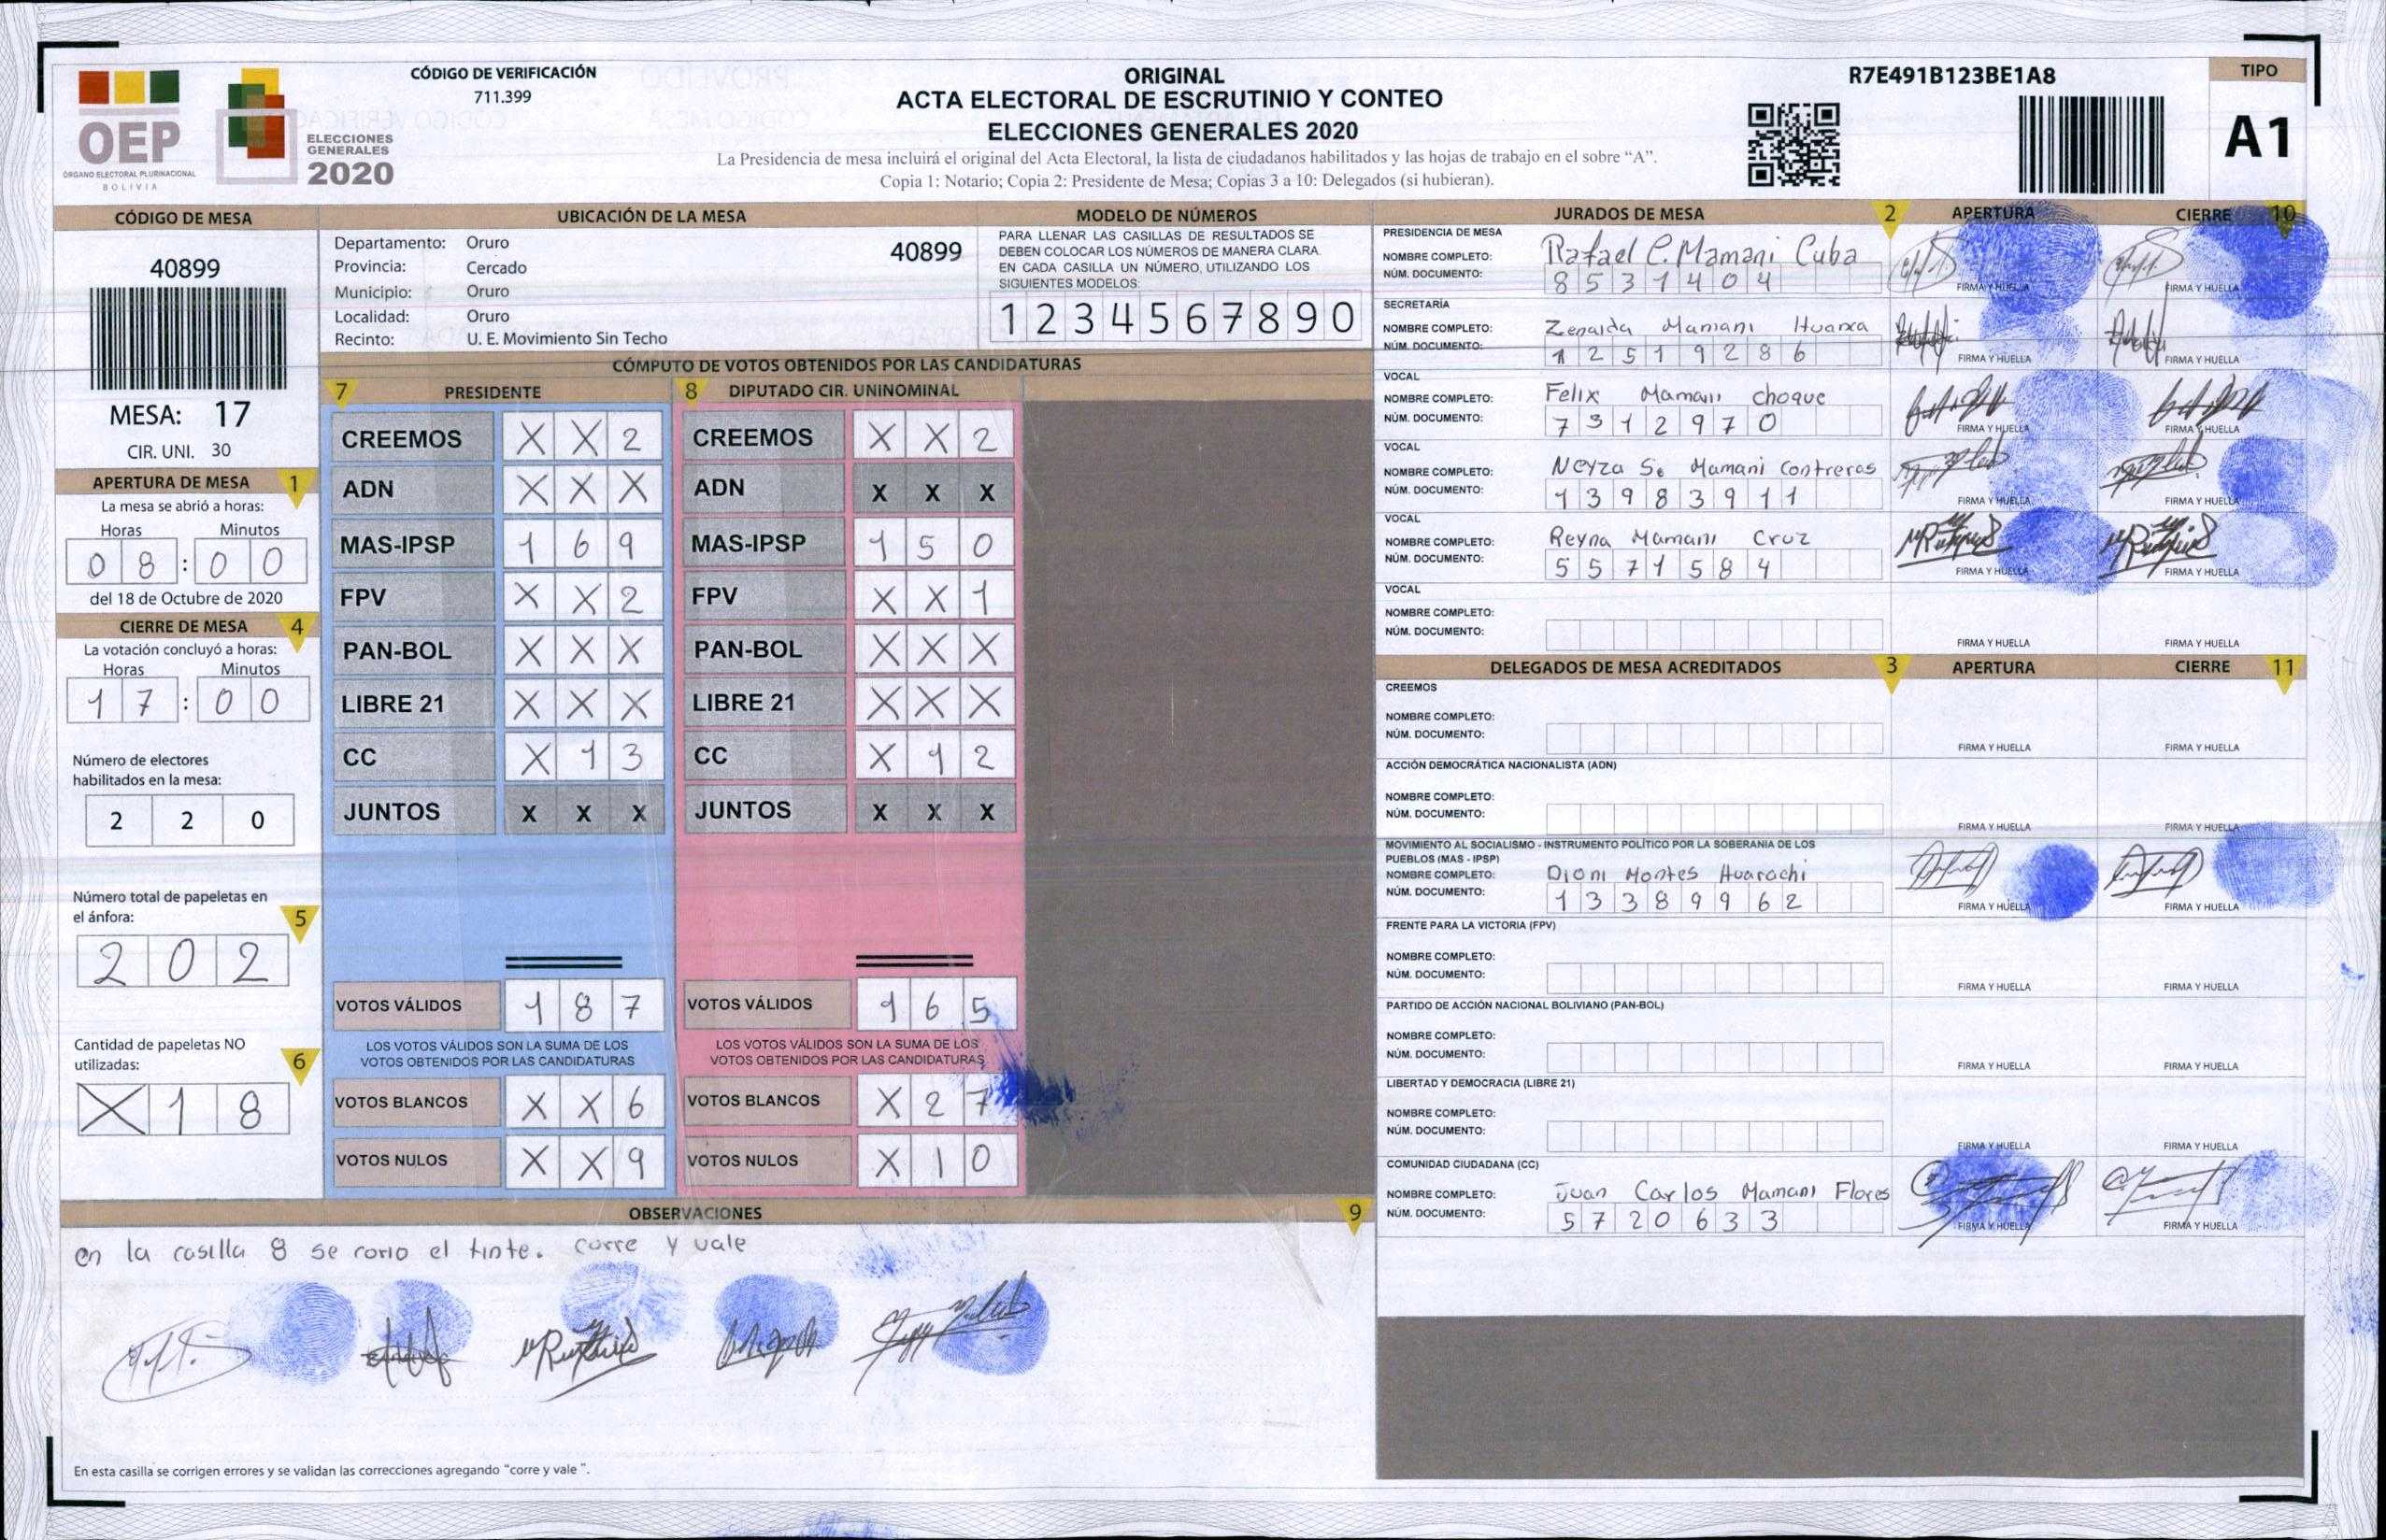 OEP
ÓRGANO ELECTORAL PLURINACIONAL
BOLIVIA
ELECCIONES
GENERALES
2020
CÓDIGO DE VERIFICACIÓN
711.399
ORIGINAL
ACTA ELECTORAL DE ESCRUTINIO Y CONTEO
ELECCIONES GENERALES 2020
La Presidencia de mesa incluirá el original del Acta Electoral, la lista de ciudadanos habilitados y las hojas de trabajo en el sobre “A”.
Copia 1: Notario; Copia 2: Presidente de Mesa; Copias 3 a 10: Delegados (si hubieran).
R7E491B123BE1A8
TIPO
A1
CÓDIGO DE MESA
40899
MESA: 17
CIR. UNI. 30
APERTURA DE MESA 1
La mesa se abrió a horas:
Horas Minutos
0 8 : 0 0
del 18 de Octubre de 2020
CIERRE DE MESA 4
La votación concluyó a horas:
Horas Minutos
1 7 : 0 0
Número de electores
habilitados en la mesa:
2 2 0
Número total de papeletas en
el ánfora: 5
2 0 2
Cantidad de papeletas NO
utilizadas: 6
X 1 8
UBICACIÓN DE LA MESA
Departamento: Oruro
40899
Provincia: Cercado
Municipio: Oruro
Localidad: Oruro
Recinto: U. E. Movimiento Sin Techo
MODELO DE NÚMEROS
PARA LLENAR LAS CASILLAS DE RESULTADOS SE
DEBEN COLOCAR LOS NÚMEROS DE MANERA CLARA.
EN CADA CASILLA UN NÚMERO, UTILIZANDO LOS
SIGUIENTES MODELOS:
1 2 3 4 5 6 7 8 9 0
CÓMPUTO DE VOTOS OBTENIDOS POR LAS CANDIDATURAS
7 PRESIDENTE
CREEMOS X X 2
ADN X X X
MAS-IPSP 1 6 9
FPV X X 2
PAN-BOL X X X
LIBRE 21 X X X
CC X 1 3
JUNTOS X X X
VOTOS VÁLIDOS 1 8 7
LOS VOTOS VÁLIDOS SON LA SUMA DE LOS
VOTOS OBTENIDOS POR LAS CANDIDATURAS
VOTOS BLANCOS X X 6
VOTOS NULOS X X 9
8 DIPUTADO CIR. UNINOMINAL
CREEMOS X X 2
ADN X X X
MAS-IPSP 1 5 0
FPV X X 1
PAN-BOL X X X
LIBRE 21 X X X
CC X 1 2
JUNTOS X X X
VOTOS VÁLIDOS 1 6 5
LOS VOTOS VÁLIDOS SON LA SUMA DE LOS
VOTOS OBTENIDOS POR LAS CANDIDATURAS
VOTOS BLANCOS X 2 7
VOTOS NULOS X 1 0
OBSERVACIONES 9
en la casilla 8 se corio el tinte. corre y vale
En esta casilla se corrigen errores y se validan las correcciones agregando “corre y vale ”.
JURADOS DE MESA 2 APERTURA CIERRE 10
PRESIDENCIA DE MESA
NOMBRE COMPLETO: Rafael C. Mamani Cuba
NÚM. DOCUMENTO: 8 5 3 1 4 0 4
FIRMA Y HUELLA FIRMA Y HUELLA
SECRETARÍA
NOMBRE COMPLETO: Zenaida Mamani
NÚM. DOCUMENTO: 1 2 5 1 9 2 8 6
FIRMA Y HUELLA FIRMA Y HUELLA
VOCAL
NOMBRE COMPLETO: Felix Mamani choque
NÚM. DOCUMENTO: 7 3 1 2 9 7 0
FIRMA Y HUELLA FIRMA Y HUELLA
VOCAL
NOMBRE COMPLETO: Neyza S. Mamani Contreras
NÚM. DOCUMENTO: 1 3 9 8 3 9 1 1
FIRMA Y HUELLA FIRMA Y HUELLA
VOCAL
NOMBRE COMPLETO: Reyna Mamani Cruz
NÚM. DOCUMENTO: 5 5 7 1 5 8 4
FIRMA Y HUELLA FIRMA Y HUELLA
VOCAL
NOMBRE COMPLETO:
NÚM. DOCUMENTO:
FIRMA Y HUELLA FIRMA Y HUELLA
DELEGADOS DE MESA ACREDITADOS 3 APERTURA CIERRE 11
CREEMOS
NOMBRE COMPLETO:
NÚM. DOCUMENTO:
FIRMA Y HUELLA FIRMA Y HUELLA
ACCIÓN DEMOCRÁTICA NACIONALISTA (ADN)
NOMBRE COMPLETO:
NÚM. DOCUMENTO:
FIRMA Y HUELLA FIRMA Y HUELLA
MOVIMIENTO AL SOCIALISMO - INSTRUMENTO POLÍTICO POR LA SOBERANIA DE LOS
PUEBLOS (MAS - IPSP)
NOMBRE COMPLETO: Dioni Montes Huarachi
NÚM. DOCUMENTO: 1 3 3 8 9 9 6 2
FIRMA Y HUELLA FIRMA Y HUELLA
FRENTE PARA LA VICTORIA (FPV)
NOMBRE COMPLETO:
NÚM. DOCUMENTO:
FIRMA Y HUELLA FIRMA Y HUELLA
PARTIDO DE ACCIÓN NACIONAL BOLIVIANO (PAN-BOL)
NOMBRE COMPLETO:
NÚM. DOCUMENTO:
FIRMA Y HUELLA FIRMA Y HUELLA
LIBERTAD Y DEMOCRACIA (LIBRE 21)
NOMBRE COMPLETO:
NÚM. DOCUMENTO:
FIRMA Y HUELLA FIRMA Y HUELLA
COMUNIDAD CIUDADANA (CC)
NOMBRE COMPLETO: Juan Carlos Mamani Flores
NÚM. DOCUMENTO: 5 7 2 0 6 3 3
FIRMA Y HUELLA FIRMA Y HUELLA